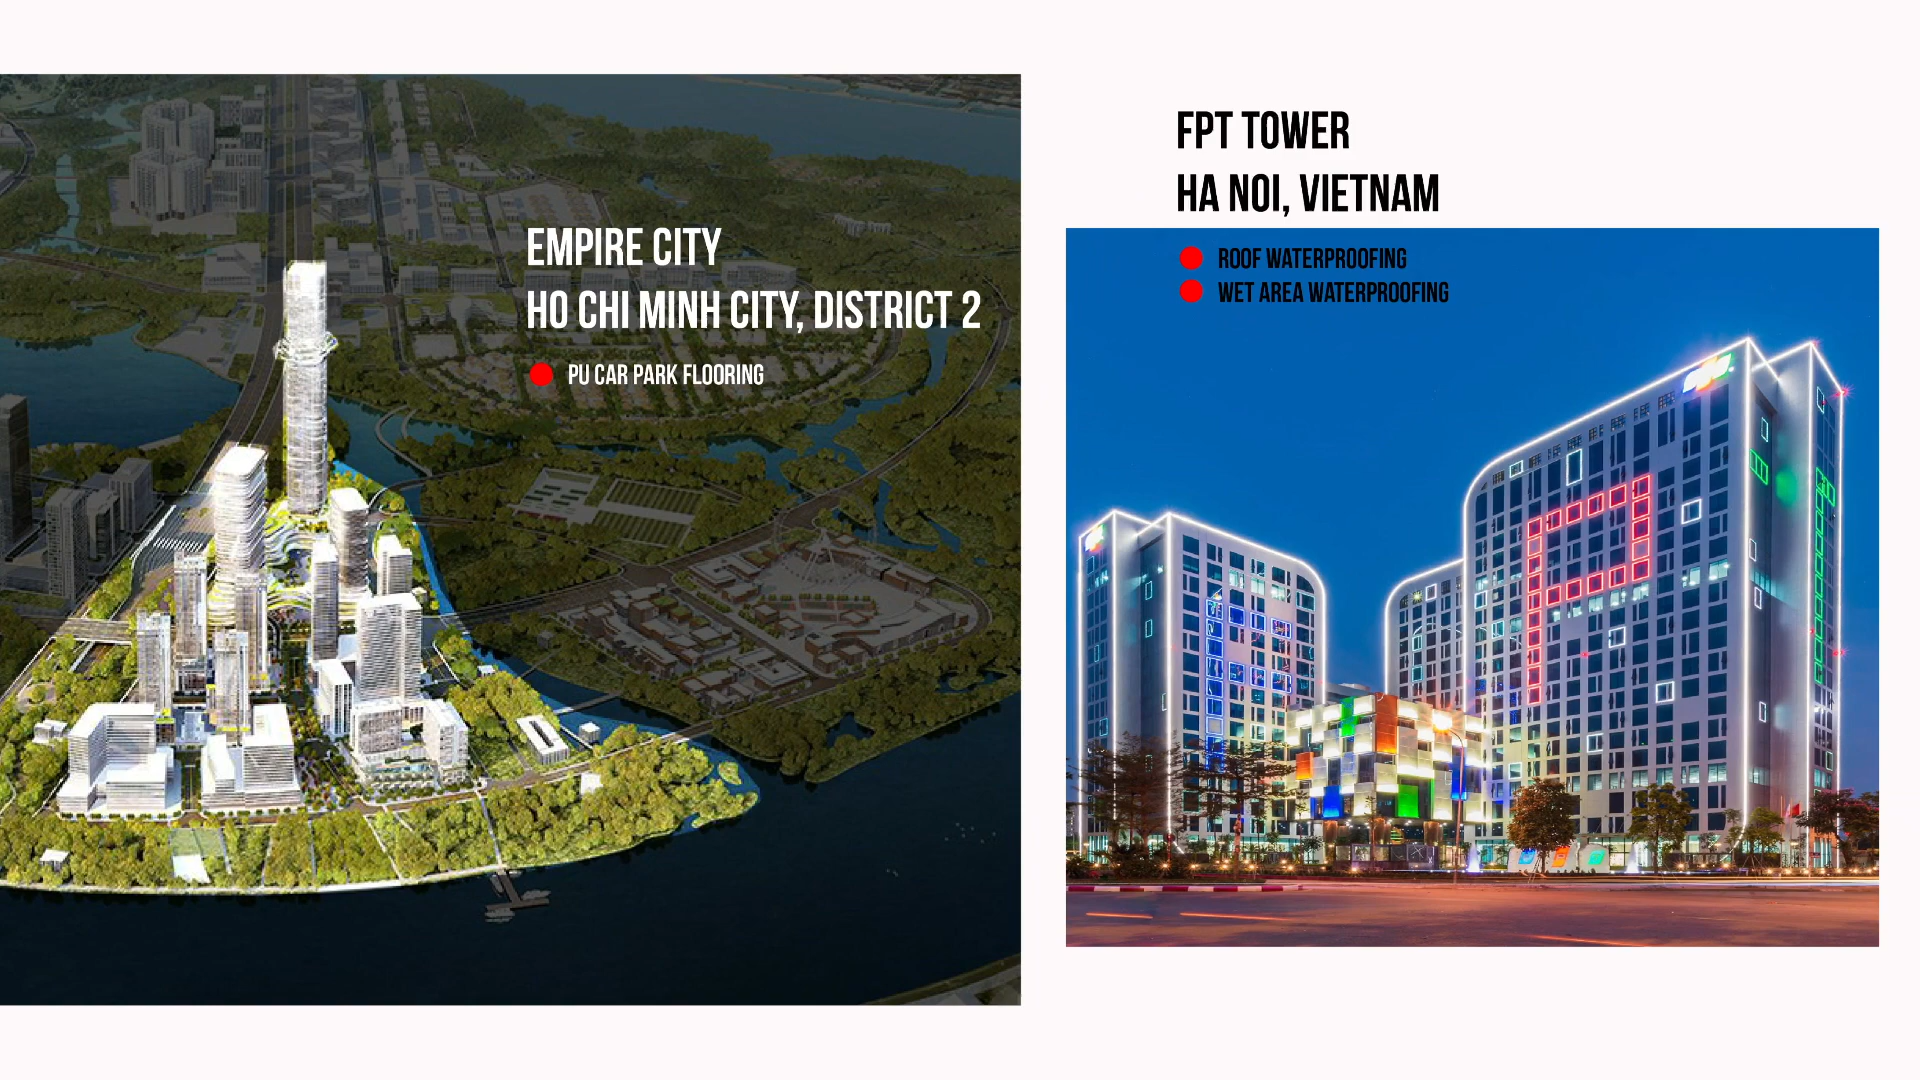 EMPIRE CITY
HO CHI MINH CITY, DISTRICT 2
PU CAR PARK FLOORING
FPT TOWER
HA NOI, VIETNAM
ROOF WATERPROOFING
WET AREA WATERPROOFING